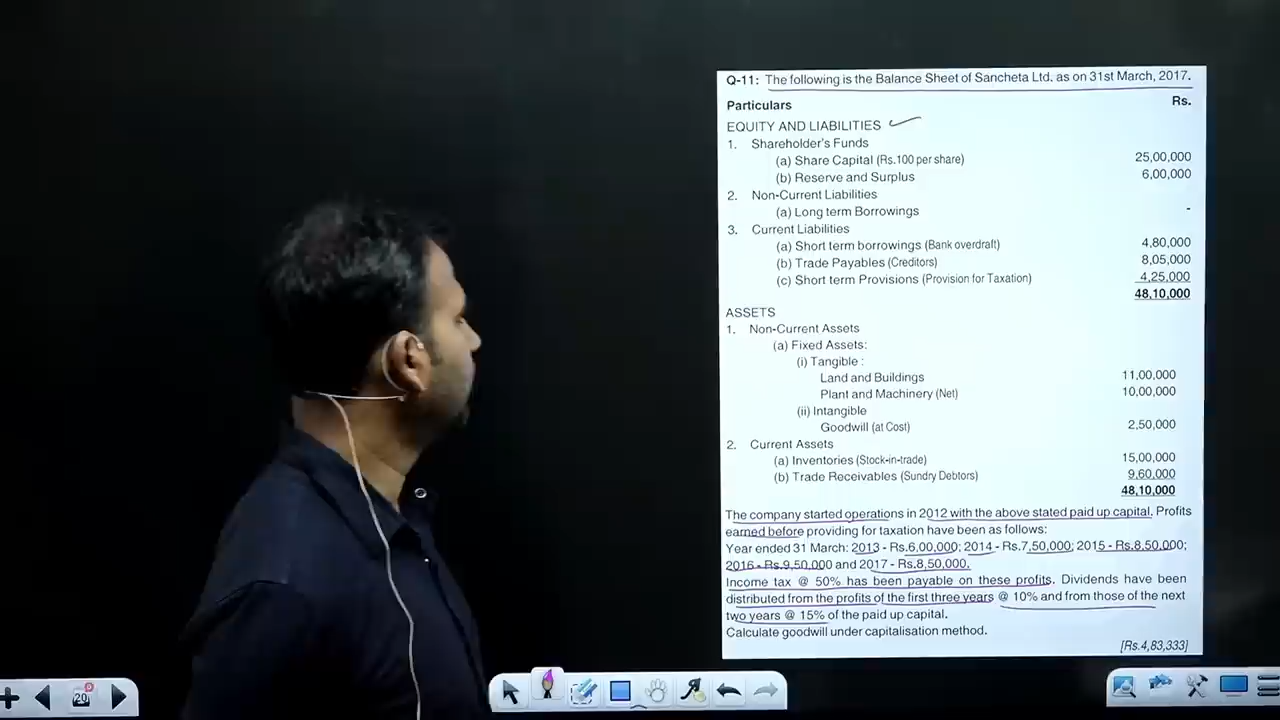 Q-11: The following is the Balance Sheet of Sancheta Ltd. as on 31st March, 2017.
Particulars Rs.
EQUITY AND LIABILITIES
1. Shareholder's Funds
(a) Share Capital (Rs.100 per share) 25,00,000
(b) Reserve and Surplus 6,00,000
2. Non-Current Liabilities
(a) Long term Borrowings -
3. Current Liabilities
(a) Short term borrowings (Bank overdraft) 4,80,000
(b) Trade Payables (Creditors) 8,05,000
(c) Short term Provisions (Provision for Taxation) 4,25,000
48,10,000
ASSETS
1. Non-Current Assets
(a) Fixed Assets:
(i) Tangible :
Land and Buildings 11,00,000
Plant and Machinery (Net) 10,00,000
(ii) Intangible
Goodwill (at Cost) 2,50,000
2. Current Assets
(a) Inventories (Stock-in-trade) 15,00,000
(b) Trade Receivables (Sundry Debtors) 9,60,000
48,10,000
The company started operations in 2012 with the above stated paid up capital. Profits
earned before providing for taxation have been as follows:
Year ended 31 March: 2013 - Rs.6,00,000; 2014 - Rs.7,50,000; 2015 - Rs.8,50,000;
2016 - Rs.9,50,000 and 2017 - Rs.8,50,000.
Income tax @ 50% has been payable on these profits. Dividends have been
distributed from the profits of the first three years @ 10% and from those of the next
two years @ 15% of the paid up capital.
Calculate goodwill under capitalisation method.
[Rs.4,83,333]
20